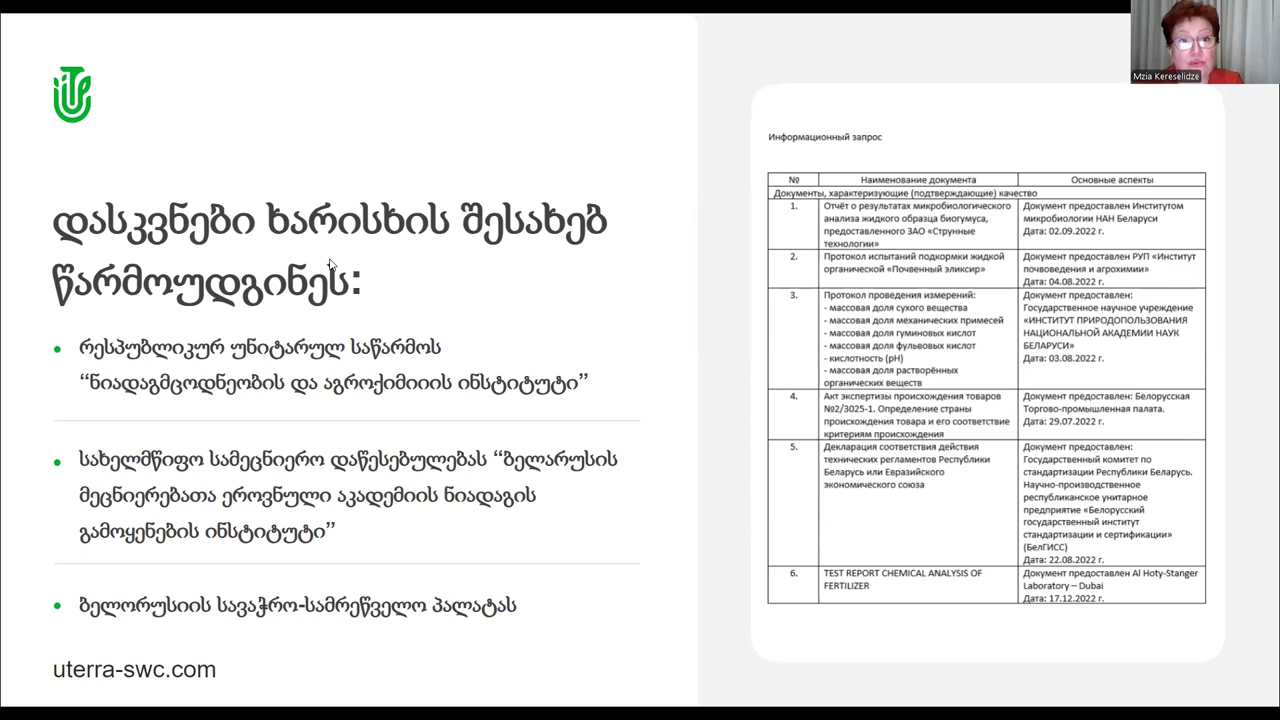 Mzia Kereselidze
დასკვნები ხარისხის შესახებ
წარმოუდგინეს:
• რესპუბლიკურ უნიტარულ საწარმოს
“ნიადაგმცოდნეობის და აგროქიმიის ინსტიტუტი”
• სახელმწიფო სამეცნიერო დაწესებულებას “ბელარუსის
მეცნიერებათა ეროვნული აკადემიის ნიადაგის
გამოყენების ინსტიტუტი”
• ბელორუსიის სავაჭრო-სამრეწველო პალატას
uterra-swc.com
Информационный запрос
№ Наименование документа Основные аспекты
Документы, характеризующие (подтверждающие) качество
1. Отчёт о результатах микробиологического
анализа жидкого образца биогумуса,
предоставленного ЗАО «Струнные
технологии»
Документ предоставлен Институтом
микробиологии НАН Беларуси
Дата: 02.09.2022 г.
2. Протокол испытаний подкормки жидкой
органической «Почвенный эликсир»
Документ предоставлен РУП «Институт
почвоведения и агрохимии»
Дата: 04.08.2022 г.
3. Протокол проведения измерений:
- массовая доля сухого вещества
- массовая доля механических примесей
- массовая доля гуминовых кислот
- массовая доля фульвовых кислот
- кислотность (pH)
- массовая доля растворённых
органических веществ
Документ предоставлен:
Государственное научное учреждение
«ИНСТИТУТ ПРИРОДОПОЛЬЗОВАНИЯ
НАЦИОНАЛЬНОЙ АКАДЕМИИ НАУК
БЕЛАРУСИ»
Дата: 03.08.2022 г.
4. Акт экспертизы происхождения товаров
№2/3025-1. Определение страны
происхождения товара и его соответствие
критериям происхождения
Документ предоставлен: Белорусская
Торгово-промышленная палата.
Дата: 29.07.2022 г.
5. Декларация соответствия действия
технических регламентов Республики
Беларусь или Евразийского
экономического союза
Документ предоставлен:
Государственный комитет по
стандартизации Республики Беларусь.
Научно-производственное
республиканское унитарное
предприятие «Белорусский
государственный институт
стандартизации и сертификации»
(БелГИСС)
Дата: 22.08.2022 г.
6. TEST REPORT CHEMICAL ANALYSIS OF
FERTILIZER
Документ предоставлен Al Hoty-Stanger
Laboratory – Dubai
Дата: 17.12.2022 г.